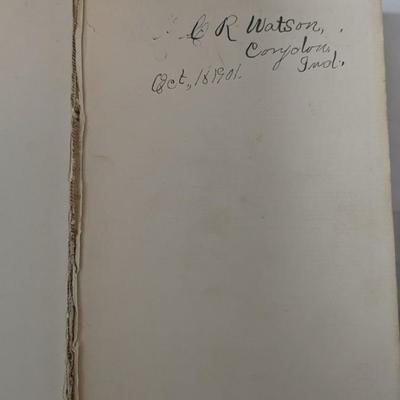 C R Watson,
Corydon,
Ind.
Oct., 18 1901.